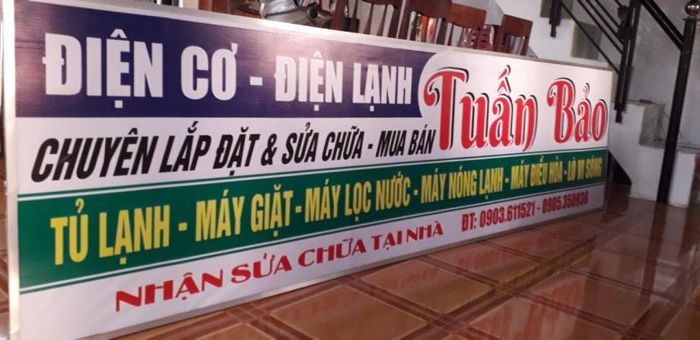 ĐIỆN CƠ - ĐIỆN LẠNH
Tuấn Bảo
CHUYÊN LẮP ĐẶT & SỬA CHỮA - MUA BÁN
TỦ LẠNH - MÁY GIẶT - MÁY LỌC NƯỚC - MÁY NÓNG LẠNH - MÁY ĐIỀU HÒA - LÒ VI SÓNG
ĐT: 0903.611521 - 0905.350938
NHẬN SỬA CHỮA TẠI NHÀ